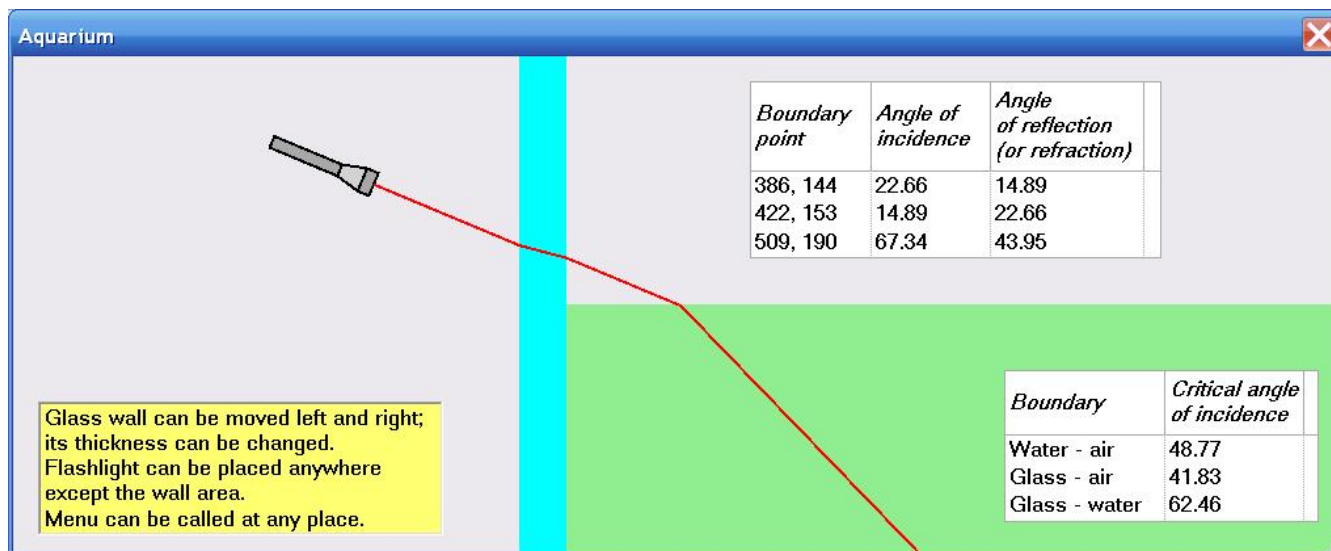 Aquarium
Boundary point Angle of incidence Angle of reflection (or refraction)
386, 144 22.66 14.89
422, 153 14.89 22.66
509, 190 67.34 43.95
Glass wall can be moved left and right;
its thickness can be changed.
Flashlight can be placed anywhere
except the wall area.
Menu can be called at any place.
Boundary Critical angle of incidence
Water - air 48.77
Glass - air 41.83
Glass - water 62.46